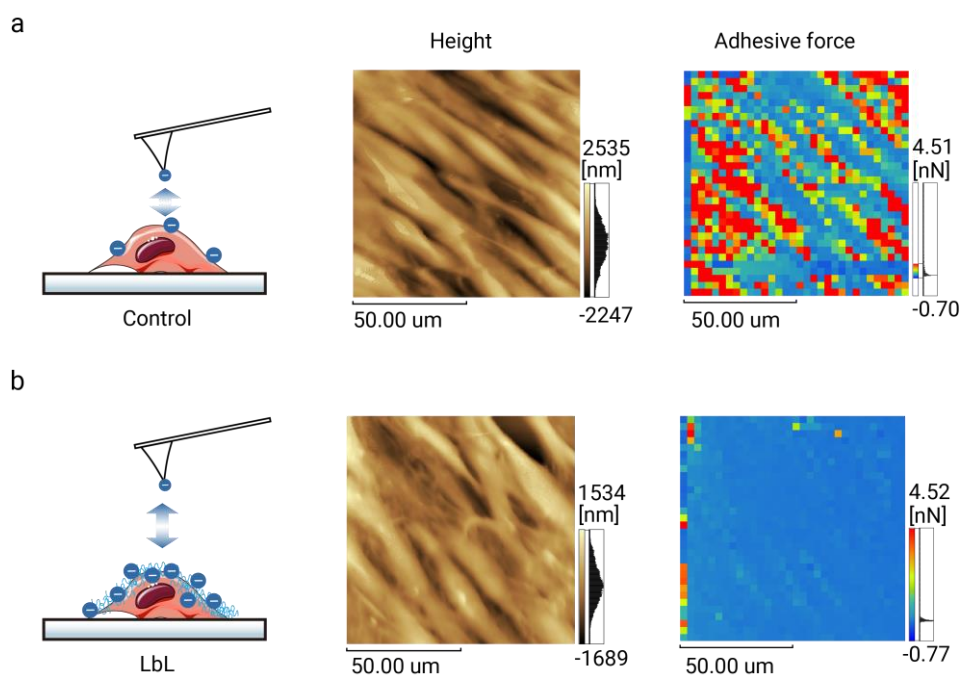 a
Height
Adhesive force
2535
[nm]
-2247
50.00 um
4.51
[nN]
-0.70
50.00 um
Control
b
1534
[nm]
-1689
50.00 um
4.52
[nN]
-0.77
50.00 um
LbL